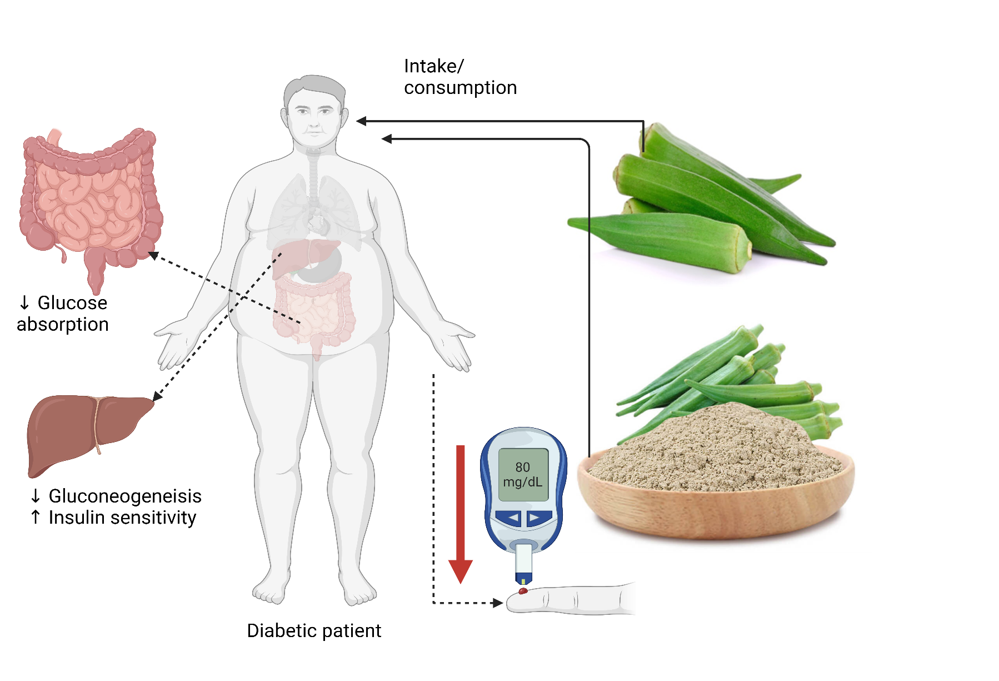 Intake/
consumption
↓ Glucose
absorption
↓ Gluconeogeneisis
↑ Insulin sensitivity
80
mg/dL
Diabetic patient